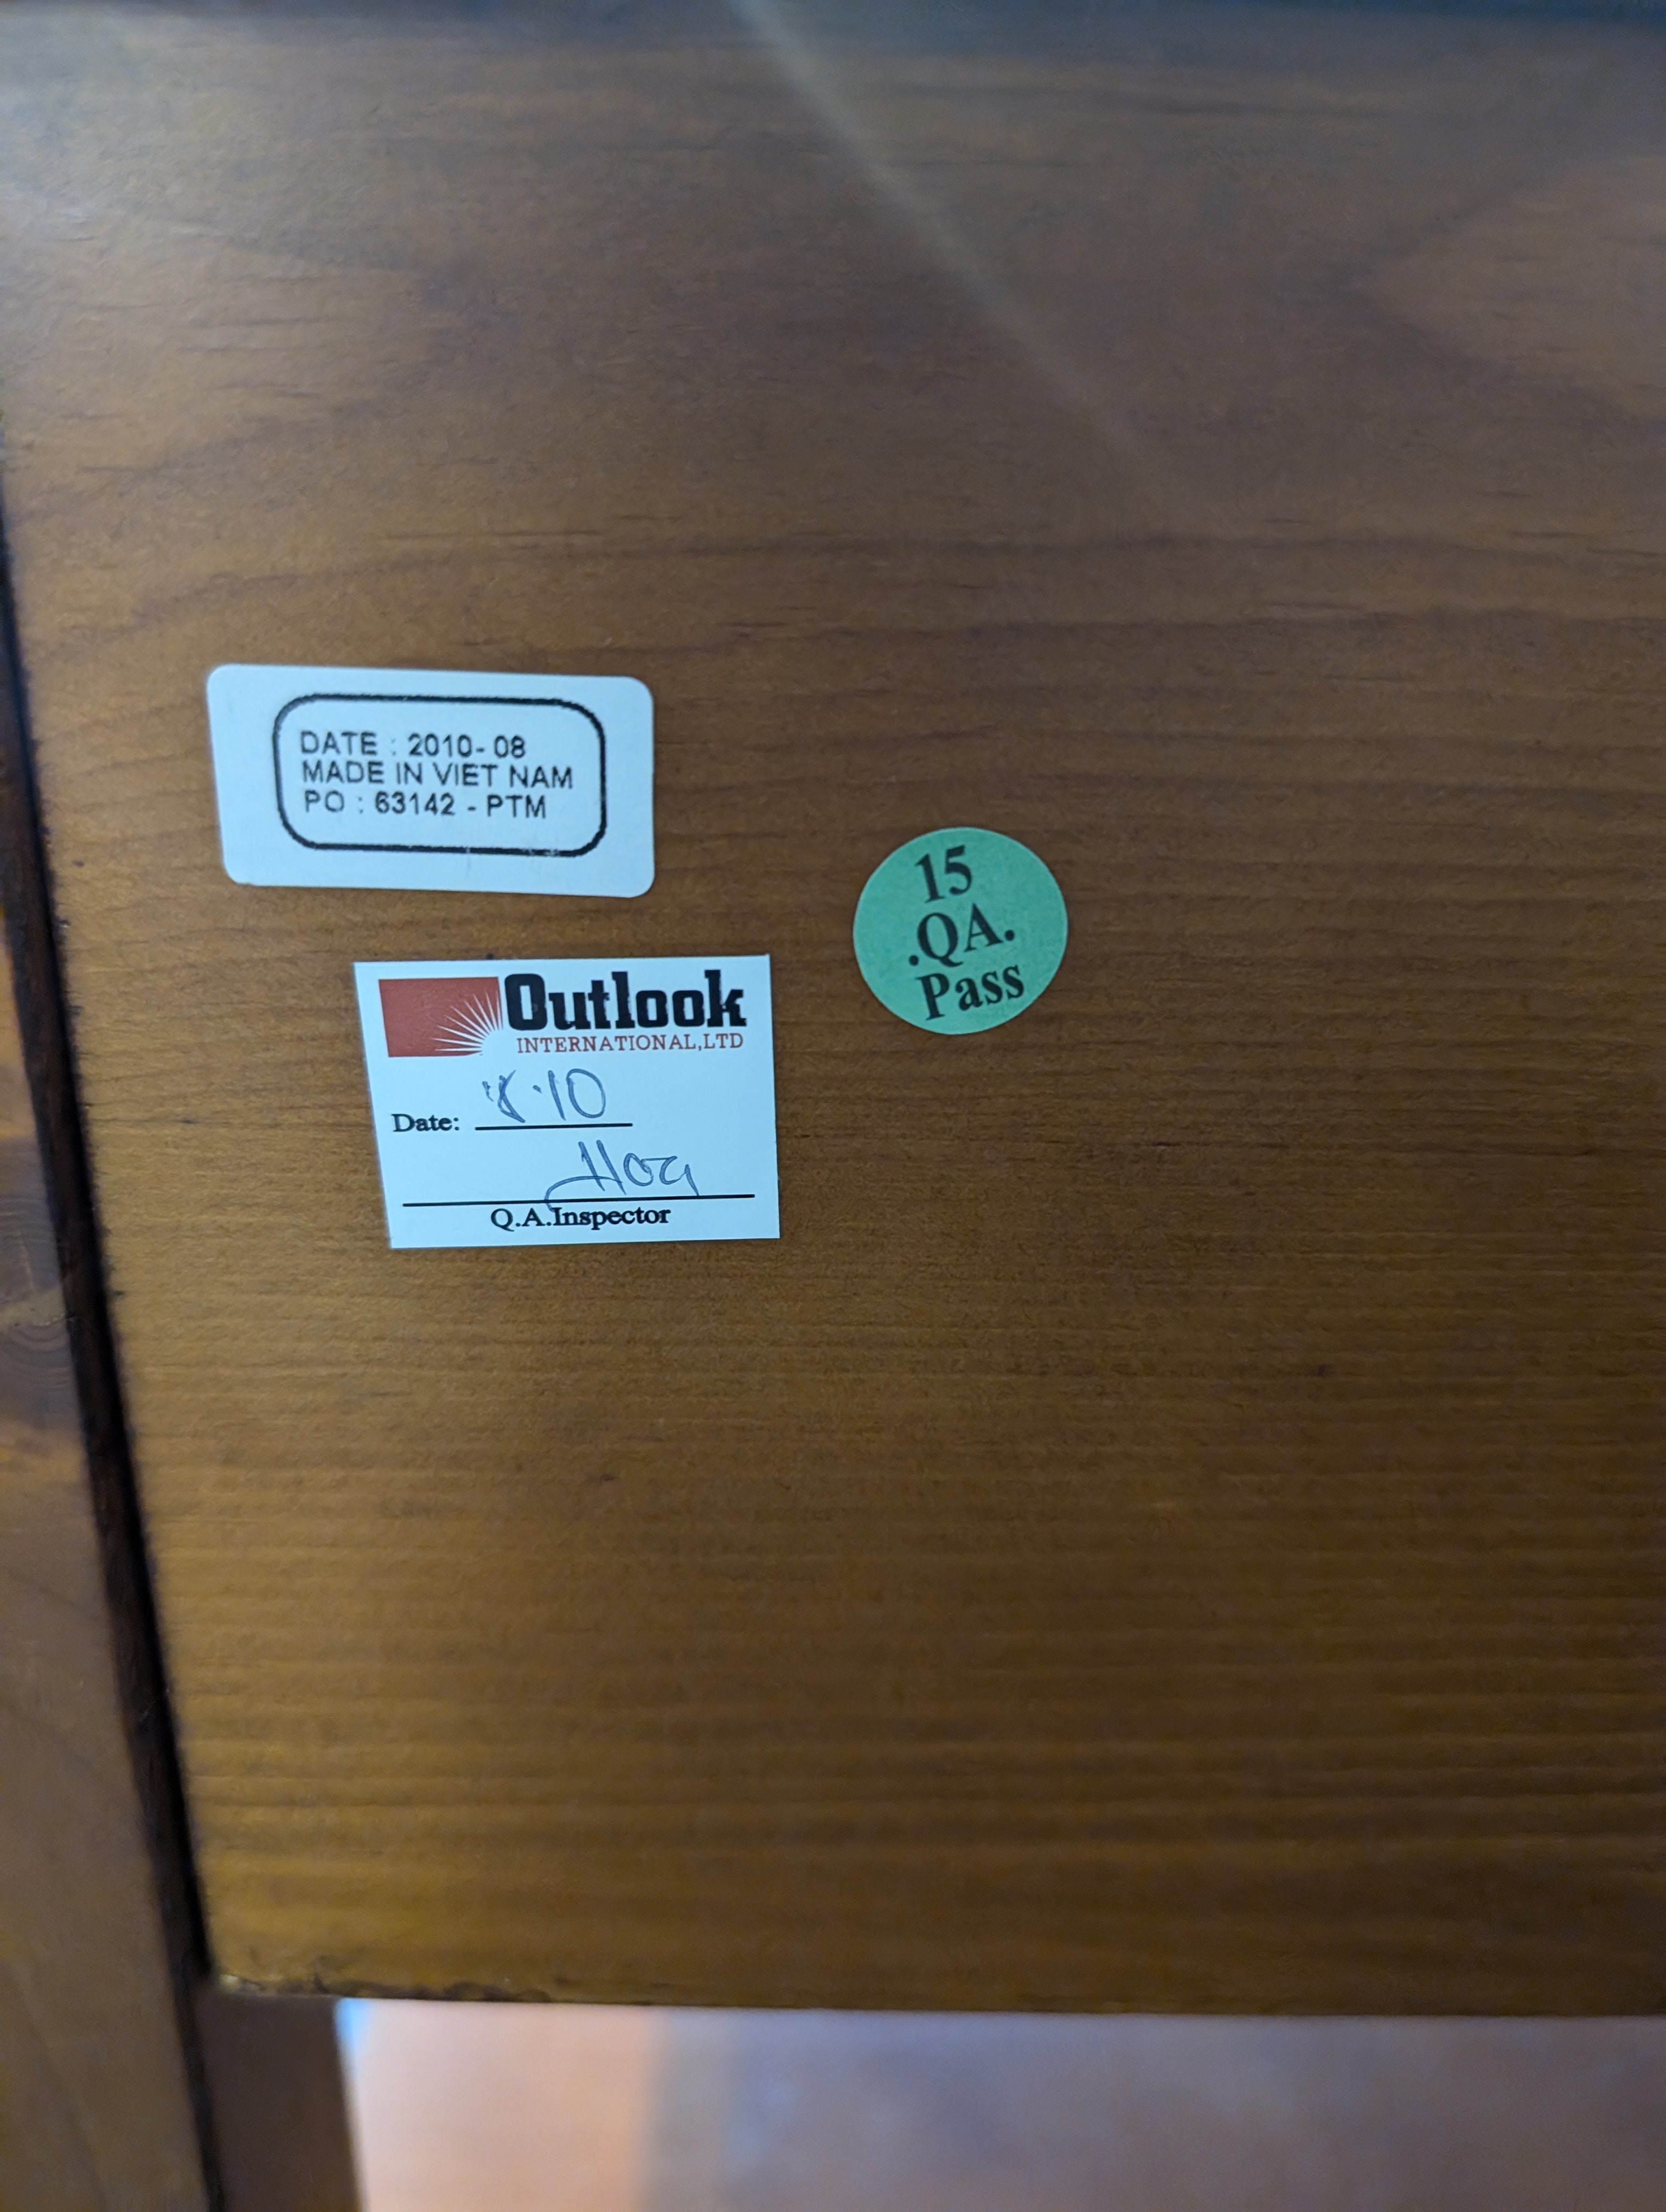 DATE : 2010-08
MADE IN VIET NAM
PO : 63142 - PTM
15
.QA.
Pass
Outlook
INTERNATIONAL,LTD
Date: 8.10
Hoa
Q.A.Inspector